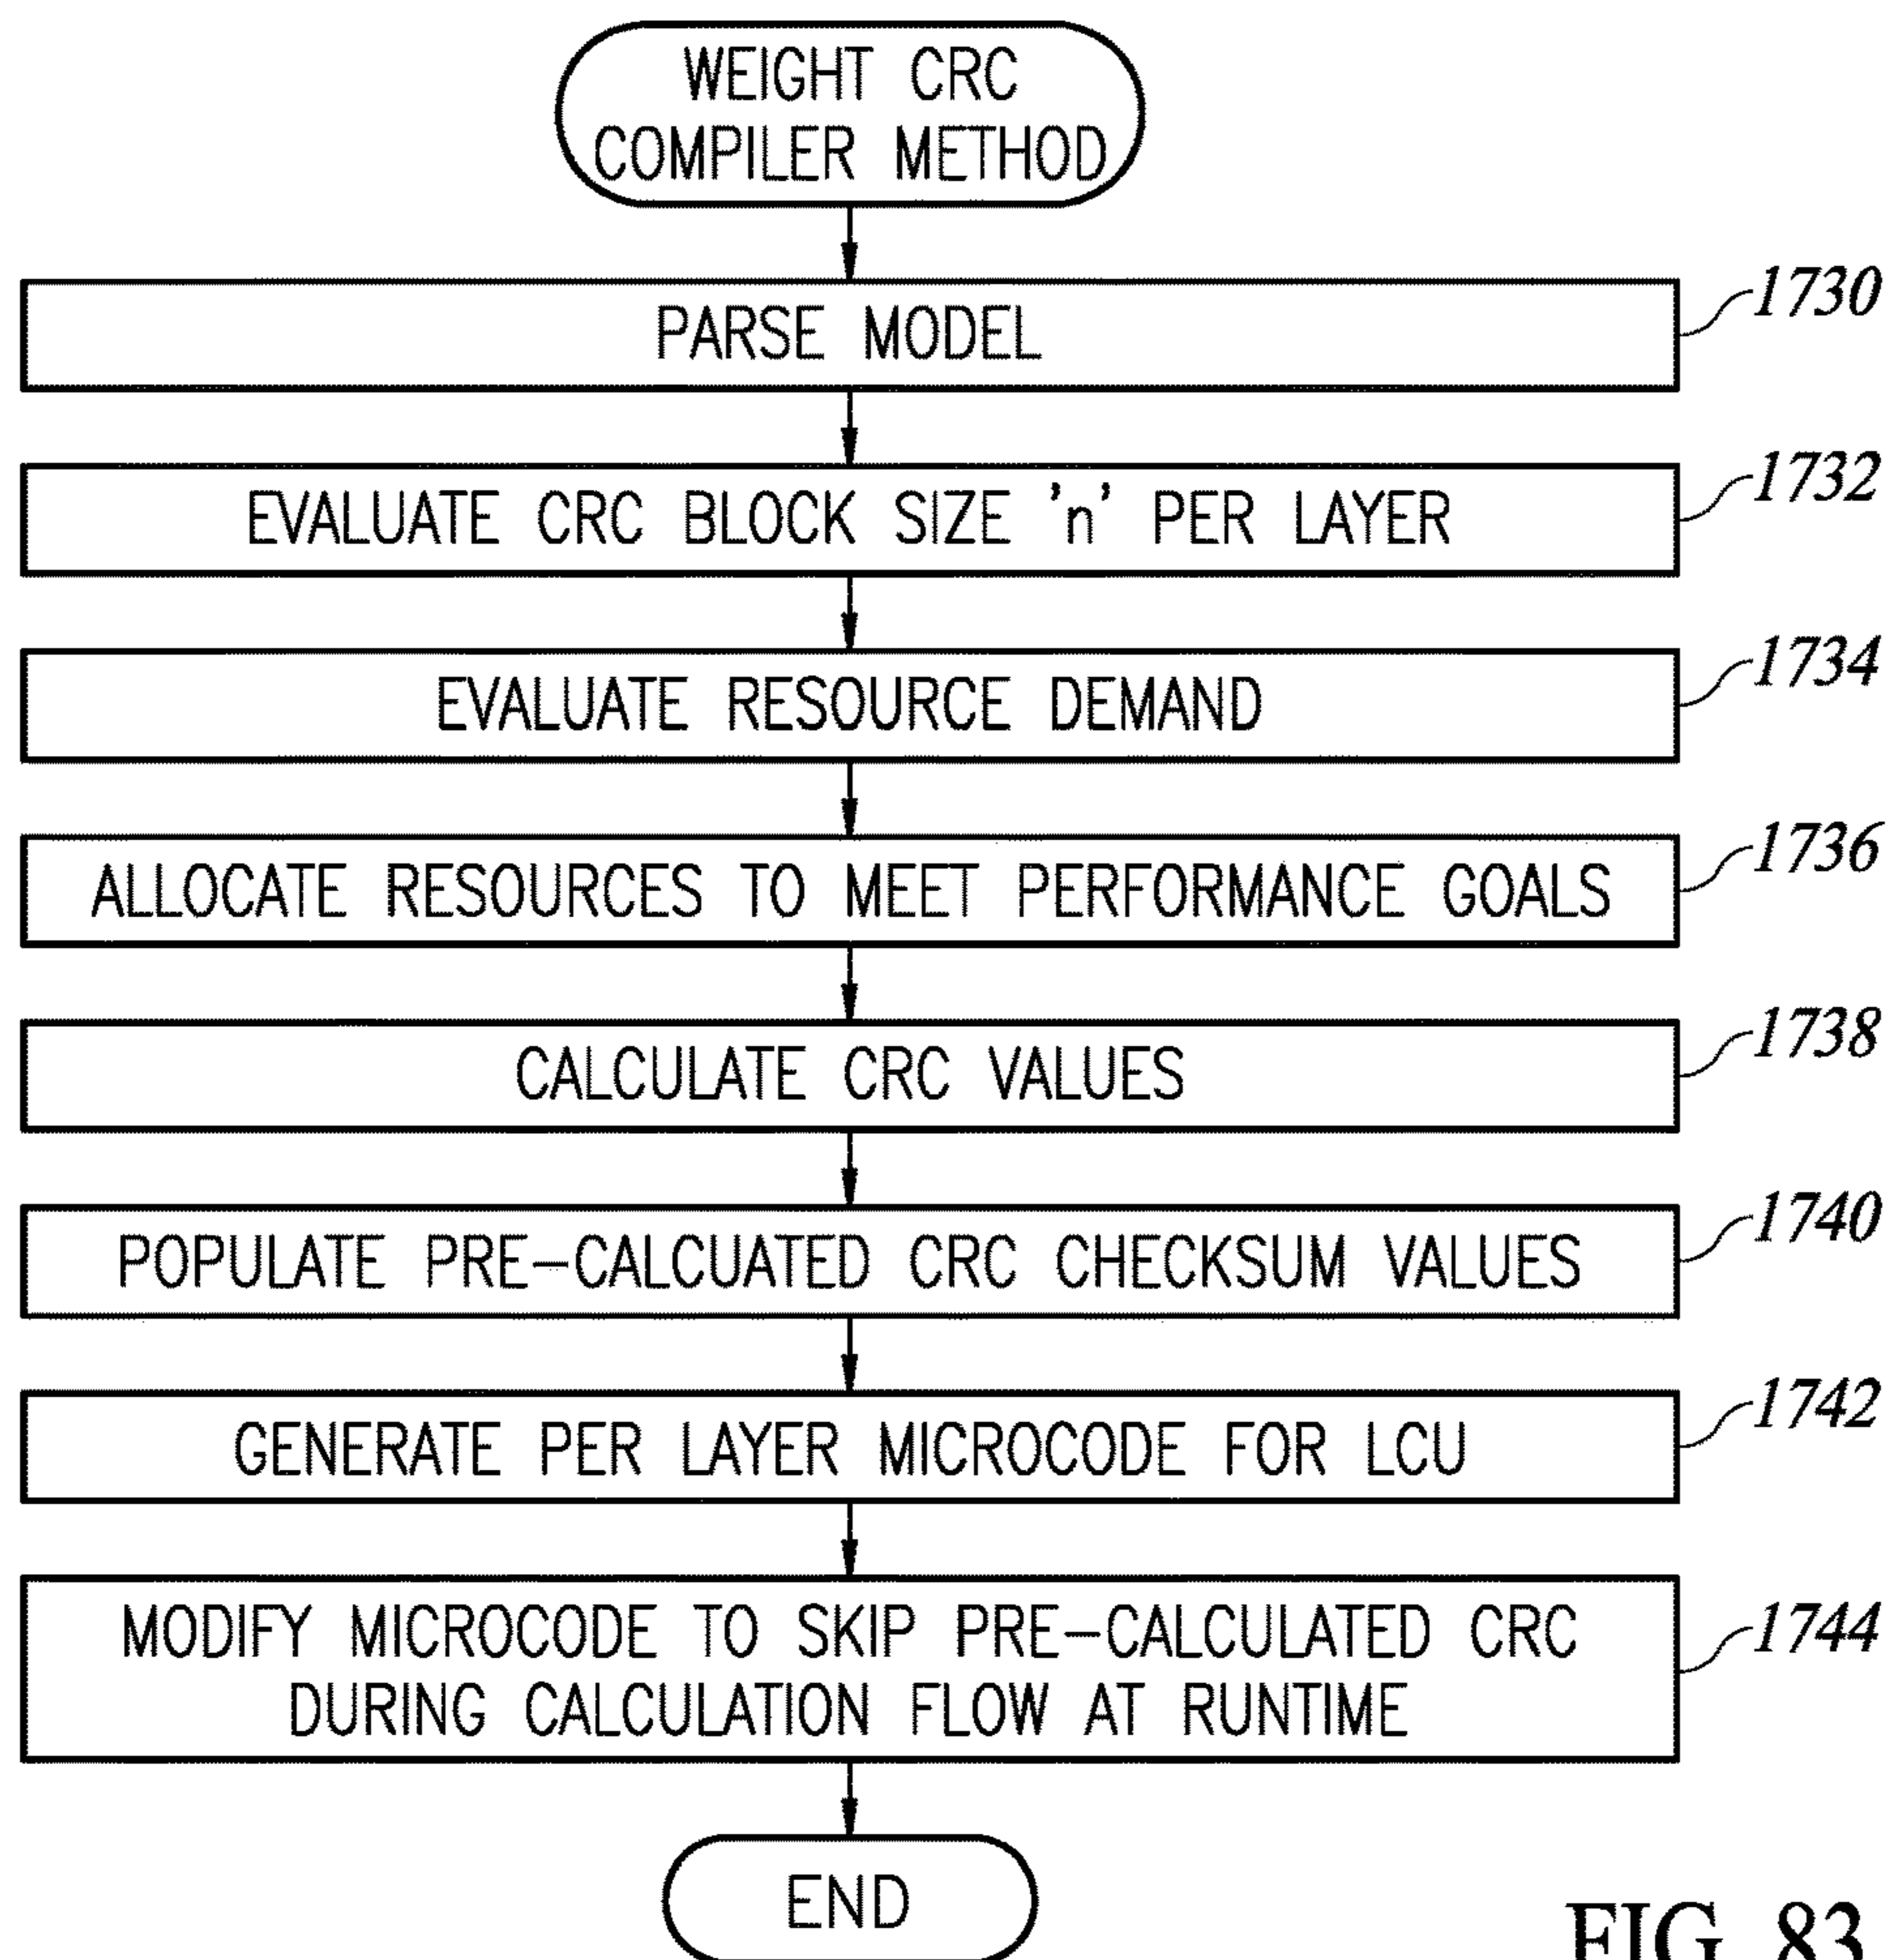 WEIGHT CRC
COMPILER METHOD
PARSE MODEL
1730
EVALUATE CRC BLOCK SIZE 'n' PER LAYER
1732
EVALUATE RESOURCE DEMAND
1734
ALLOCATE RESOURCES TO MEET PERFORMANCE GOALS
1736
CALCULATE CRC VALUES
1738
POPULATE PRE-CALCUATED CRC CHECKSUM VALUES
1740
GENERATE PER LAYER MICROCODE FOR LCU
1742
MODIFY MICROCODE TO SKIP PRE-CALCULATED CRC
DURING CALCULATION FLOW AT RUNTIME
1744
END
FIG. 83